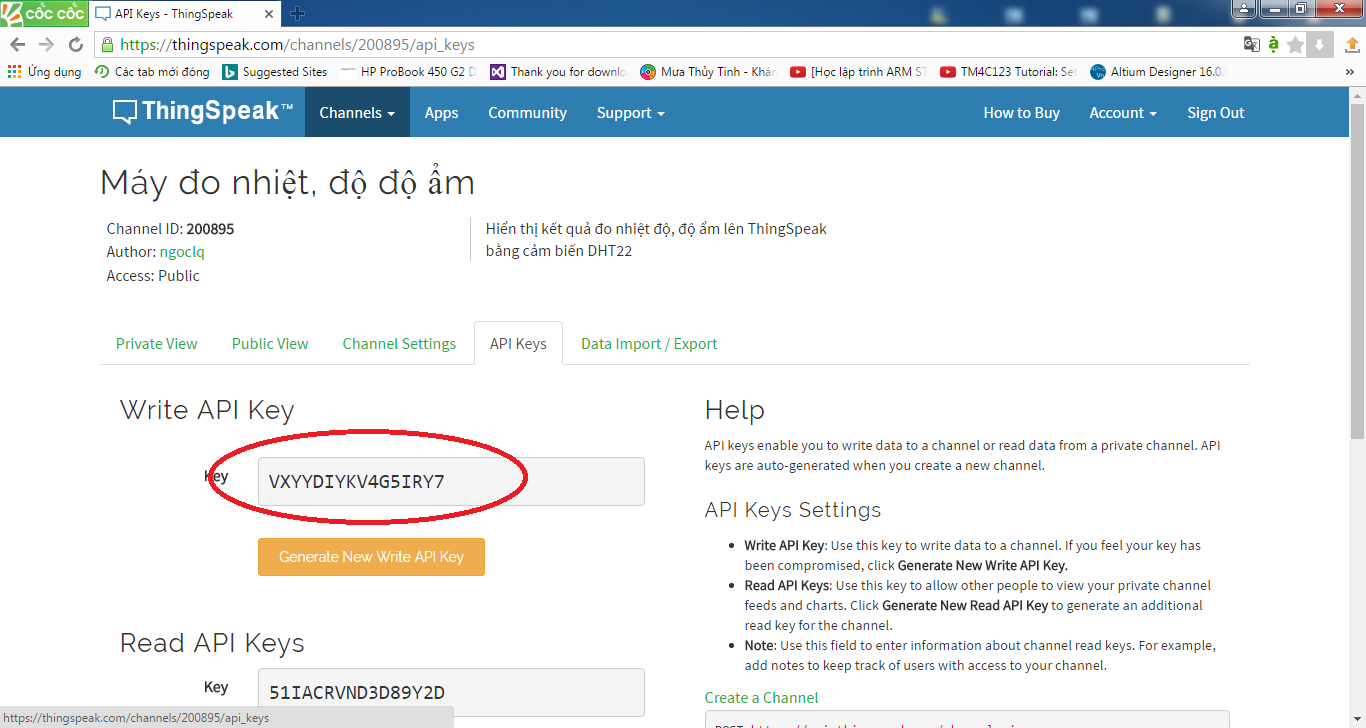 cốc cốc
API Keys - ThingSpeak
https://thingspeak.com/channels/200895/api_keys
Ứng dụng
Các tab mới đóng
Suggested Sites
HP ProBook 450 G2 D
Thank you for downlo
Mưa Thủy Tinh - Khán
[Học lập trình ARM ST
TM4C123 Tutorial: Set
Altium Designer 16.0.
»
ThingSpeak™
Channels
Apps
Community
Support
How to Buy
Account
Sign Out
Máy đo nhiệt, độ độ ẩm
Channel ID: 200895
Author: ngoclq
Access: Public
Hiển thị kết quả đo nhiệt độ, độ ẩm lên ThingSpeak
bằng cảm biến DHT22
Private View
Public View
Channel Settings
API Keys
Data Import / Export
Write API Key
Key
VXYYDIYKV4G5IRY7
Generate New Write API Key
Read API Keys
Key
51IACRVND3D89Y2D
Help
API keys enable you to write data to a channel or read data from a private channel. API
keys are auto-generated when you create a new channel.
API Keys Settings
• Write API Key: Use this key to write data to a channel. If you feel your key has
been compromised, click Generate New Write API Key.
• Read API Keys: Use this key to allow other people to view your private channel
feeds and charts. Click Generate New Read API Key to generate an additional
read key for the channel.
• Note: Use this field to enter information about channel read keys. For example,
add notes to keep track of users with access to your channel.
Create a Channel
https://thingspeak.com/channels/200895/api_keys